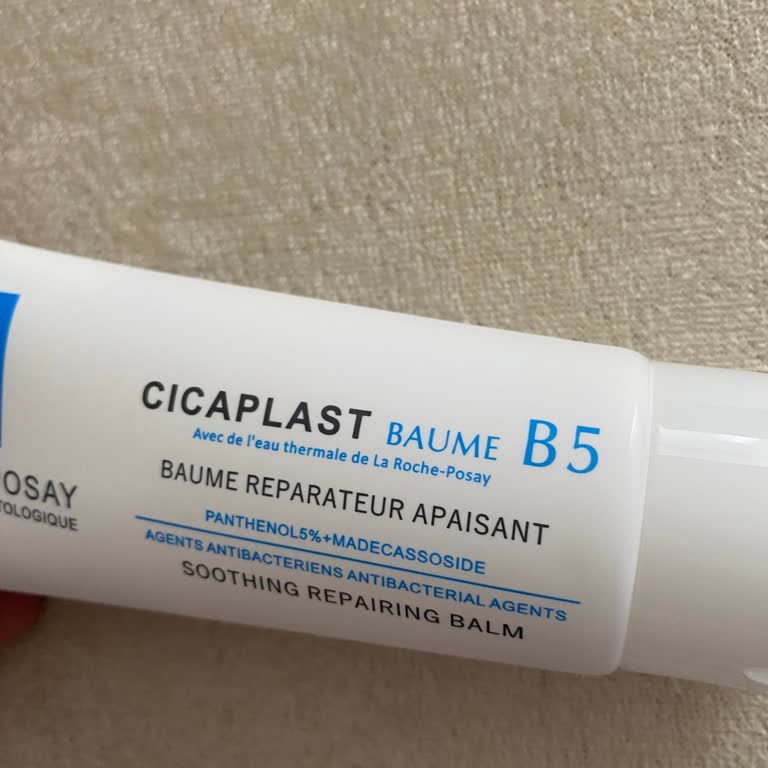 CICAPLAST BAUME B5
Avec de l'eau thermale de La Roche-Posay
BAUME REPARATEUR APAISANT
PANTHENOL5%+MADECASSOSIDE
AGENTS ANTIBACTERIENS ANTIBACTERIAL AGENTS
SOOTHING REPAIRING BALM
POSAY
TOLOGIQUE